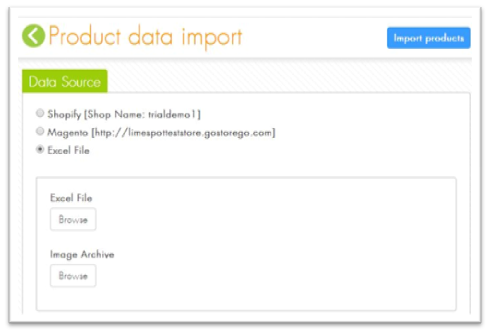 Product data import
Import products
Data Source
Shopify [Shop Name: trialdemo1]
Magento [http://limespotteststore.gostorego.com]
Excel File
Excel File
Browse
Image Archive
Browse